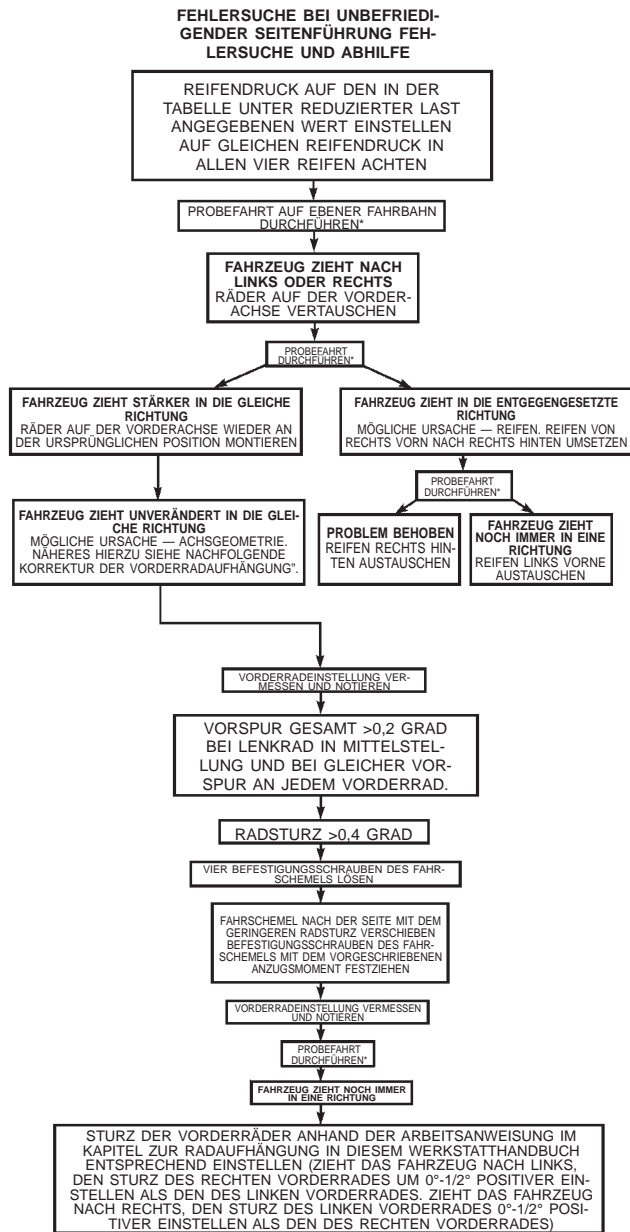 FEHLERSUCHE BEI UNBEFRIEDI-
GENDER SEITENFÜHRUNG FEH-
LERSUCHE UND ABHILFE
REIFENDRUCK AUF DEN IN DER
TABELLE UNTER REDUZIERTER LAST
ANGEGEBENEN WERT EINSTELLEN
AUF GLEICHEN REIFENDRUCK IN
ALLEN VIER REIFEN ACHTEN
PROBEFAHRT AUF EBENER FAHRBAHN
DURCHFÜHREN*
FAHRZEUG ZIEHT NACH
LINKS ODER RECHTS
RÄDER AUF DER VORDER-
ACHSE VERTAUSCHEN
PROBEFAHRT
DURCHFÜHREN*
FAHRZEUG ZIEHT STÄRKER IN DIE GLEICHE
RICHTUNG
RÄDER AUF DER VORDERACHSE WIEDER AN
DER URSPRÜNGLICHEN POSITION MONTIEREN
FAHRZEUG ZIEHT IN DIE ENTGEGENGESETZTE
RICHTUNG
MÖGLICHE URSACHE — REIFEN. REIFEN VON
RECHTS VORN NACH RECHTS HINTEN UMSETZEN
PROBEFAHRT
DURCHFÜHREN*
FAHRZEUG ZIEHT UNVERÄNDERT IN DIE GLEI-
CHE RICHTUNG
MÖGLICHE URSACHE — ACHSGEOMETRIE.
NÄHERES HIERZU SIEHE NACHFOLGENDE
KORREKTUR DER VORDERRADAUFHÄNGUNG”.
PROBLEM BEHOBEN
REIFEN RECHTS HIN-
TEN AUSTAUSCHEN
FAHRZEUG ZIEHT
NOCH IMMER IN EINE
RICHTUNG
REIFEN LINKS VORNE
AUSTAUSCHEN
VORDERRADEINSTELLUNG VER-
MESSEN UND NOTIEREN
VORSPUR GESAMT >0,2 GRAD
BEI LENKRAD IN MITTELSTEL-
LUNG UND BEI GLEICHER VOR-
SPUR AN JEDEM VORDERRAD.
RADSTURZ >0,4 GRAD
VIER BEFESTIGUNGSSCHRAUBEN DES FAHR-
SCHEMELS LÖSEN
FAHRSCHEMEL NACH DER SEITE MIT DEM
GERINGEREN RADSTURZ VERSCHIEBEN
BEFESTIGUNGSSCHRAUBEN DES FAHR-
SCHEMELS MIT DEM VORGESCHRIEBENEN
ANZUGSMOMENT FESTZIEHEN
VORDERRADEINSTELLUNG VERMESSEN
UND NOTIEREN
PROBEFAHRT
DURCHFÜHREN*
FAHRZEUG ZIEHT NOCH IMMER
IN EINE RICHTUNG
STURZ DER VORDERRÄDER ANHAND DER ARBEITSANWEISUNG IM
KAPITEL ZUR RADAUFHÄNGUNG IN DIESEM WERKSTATTHANDBUCH
ENTSPRECHEND EINSTELLEN (ZIEHT DAS FAHRZEUG NACH LINKS,
DEN STURZ DES RECHTEN VORDERRADES UM 0°-1/2° POSITIVER EIN-
STELLEN ALS DEN DES LINKEN VORDERRADES. ZIEHT DAS FAHRZEUG
NACH RECHTS, DEN STURZ DES LINKEN VORDERRADES 0°-1/2° POSI-
TIVER EINSTELLEN ALS DEN DES RECHTEN VORDERRADES)